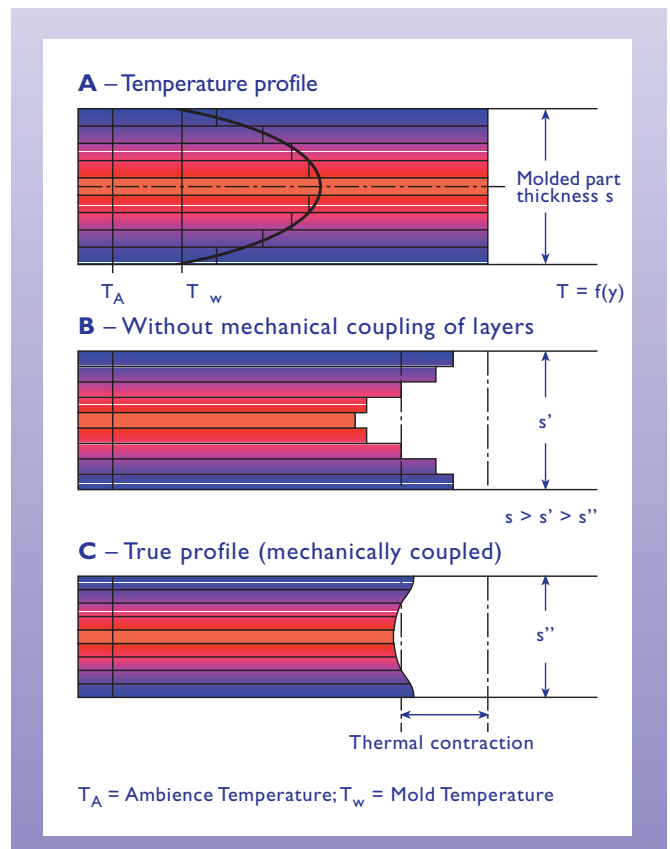 A – Temperature profile
Molded part
thickness s
T_A T_w T = f(y)
B – Without mechanical coupling of layers
s'
s > s' > s''
C – True profile (mechanically coupled)
s''
Thermal contraction
T_A = Ambience Temperature; T_w = Mold Temperature